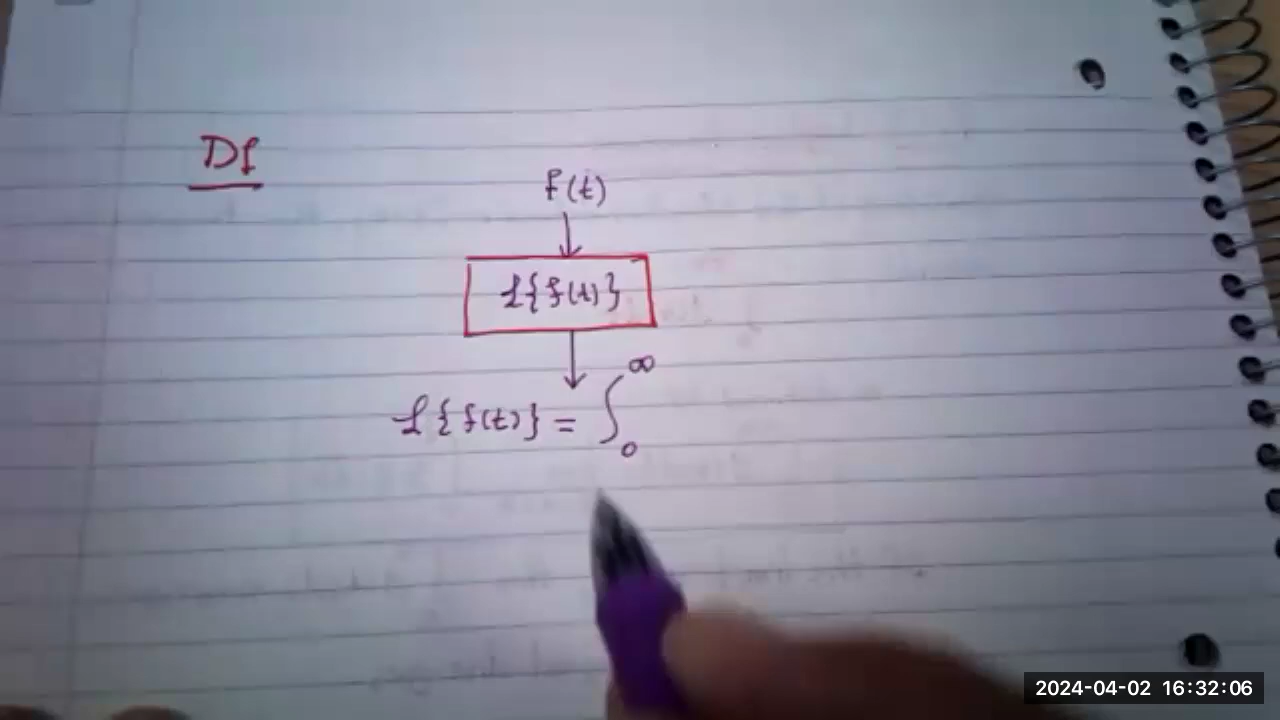 Df
f(t)
ℒ{f(t)}
ℒ{f(t)} = ∫₀^∞
2024-04-02 16:32:06